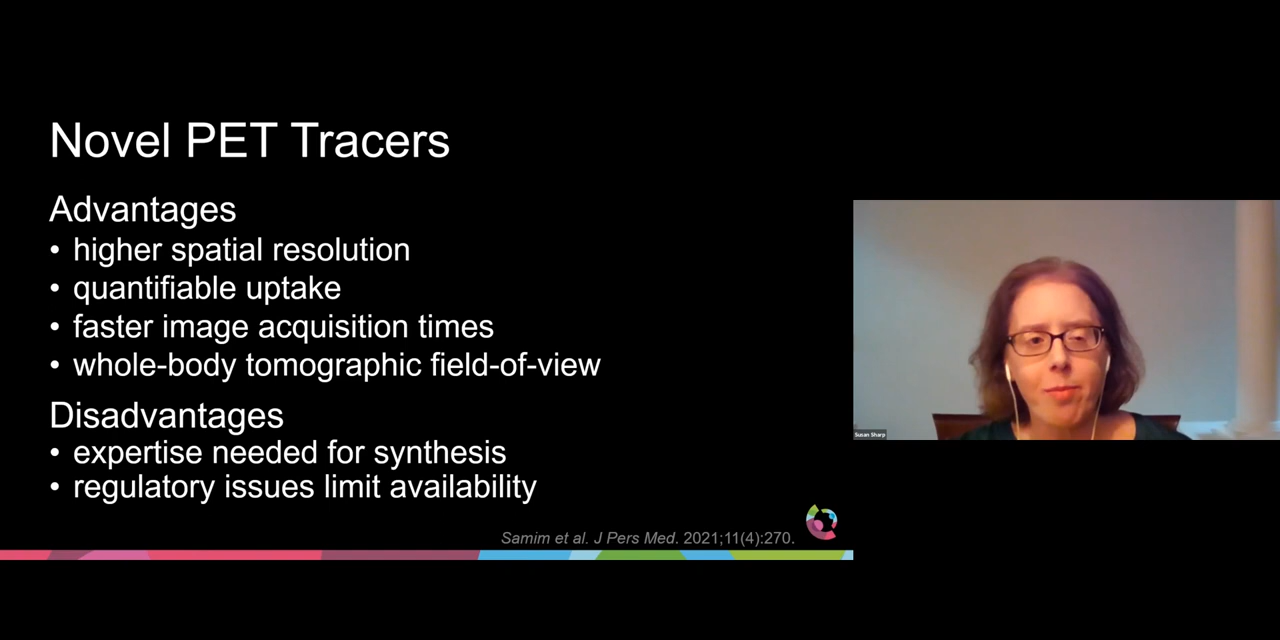 Novel PET Tracers
Advantages
• higher spatial resolution
• quantifiable uptake
• faster image acquisition times
• whole-body tomographic field-of-view
Disadvantages
• expertise needed for synthesis
• regulatory issues limit availability
Samim et al. J Pers Med. 2021;11(4):270.
Susan Sharp